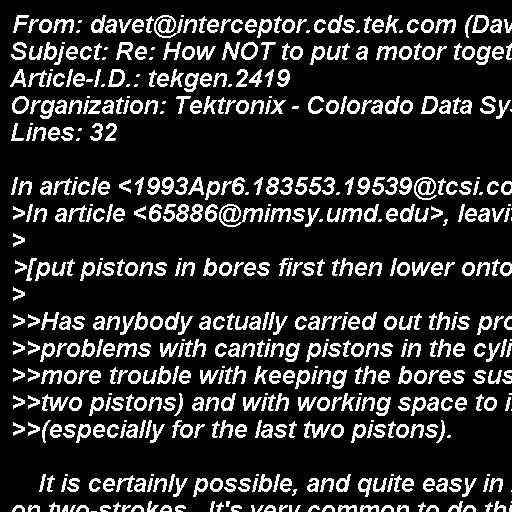 From: davet@interceptor.cds.tek.com (Dav
Subject: Re: How NOT to put a motor toget
Article-I.D.: tekgen.2419
Organization: Tektronix - Colorado Data Sy
Lines: 32
In article <1993Apr6.183553.19539@tcsi.co
>In article <65886@mimsy.umd.edu>, leavi
>
>[put pistons in bores first then lower onto
>
>>Has anybody actually carried out this pro
>>problems with canting pistons in the cyli
>>more trouble with keeping the bores sus
>>two pistons) and with working space to i
>>(especially for the last two pistons).
It is certainly possible, and quite easy in
on two-strokes. It's very common to do thi